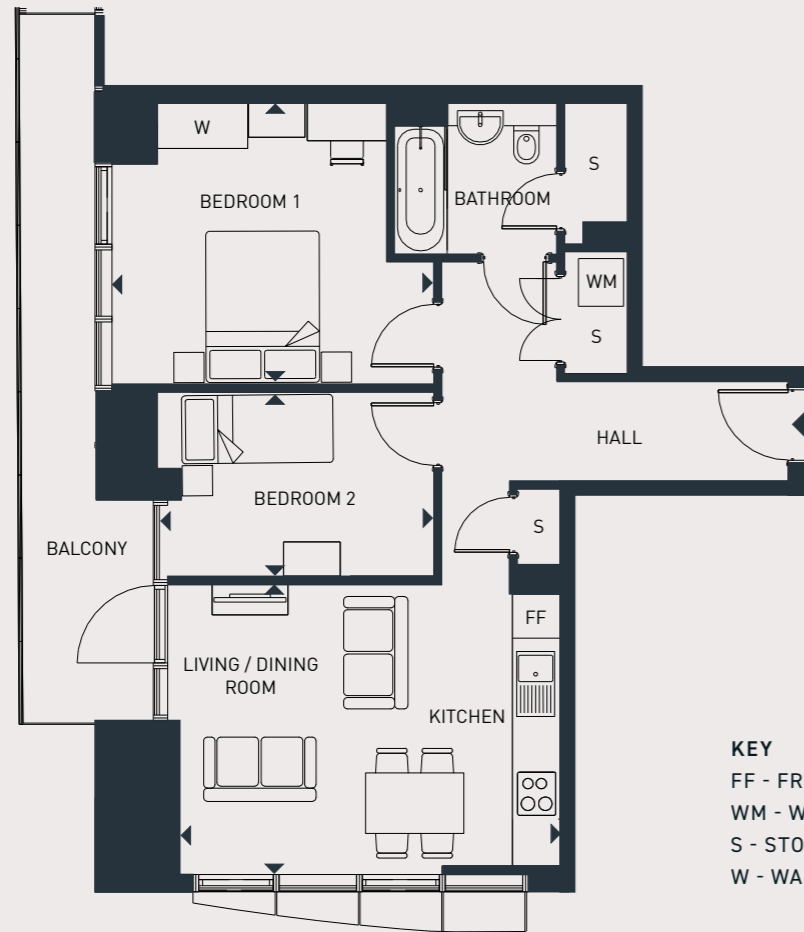 W
BEDROOM 1
BATHROOM
S
WM
S
HALL
BEDROOM 2
S
BALCONY
FF
LIVING / DINING
ROOM
KITCHEN
KEY
FF - FR
WM - W
S - STO
W - WA